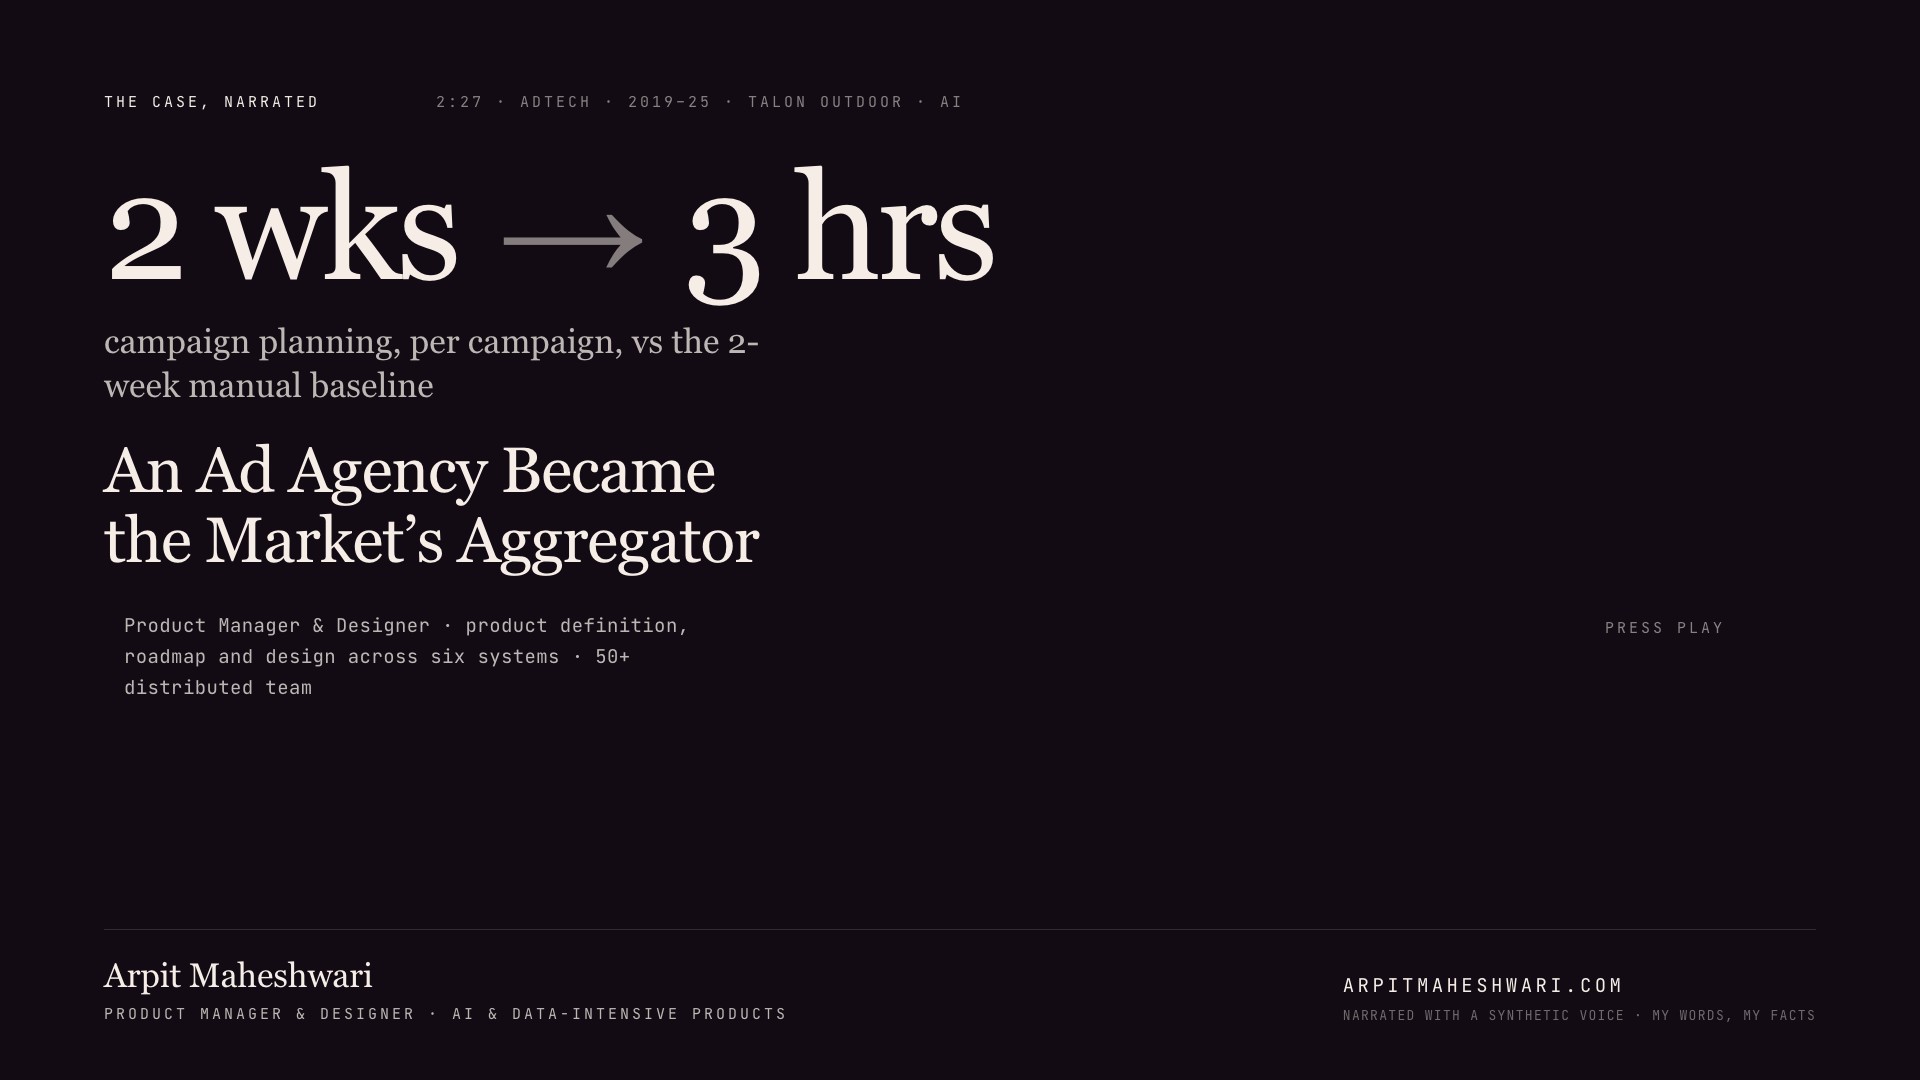 THE CASE, NARRATED
2:27 · ADTECH · 2019–25 · TALON OUTDOOR · AI
2 wks → 3 hrs
campaign planning, per campaign, vs the 2-
week manual baseline
An Ad Agency Became
the Market’s Aggregator
Product Manager & Designer · product definition,
roadmap and design across six systems · 50+
distributed team
PRESS PLAY
Arpit Maheshwari
PRODUCT MANAGER & DESIGNER · AI & DATA-INTENSIVE PRODUCTS
ARPITMAHESHWARI.COM
NARRATED WITH A SYNTHETIC VOICE · MY WORDS, MY FACTS